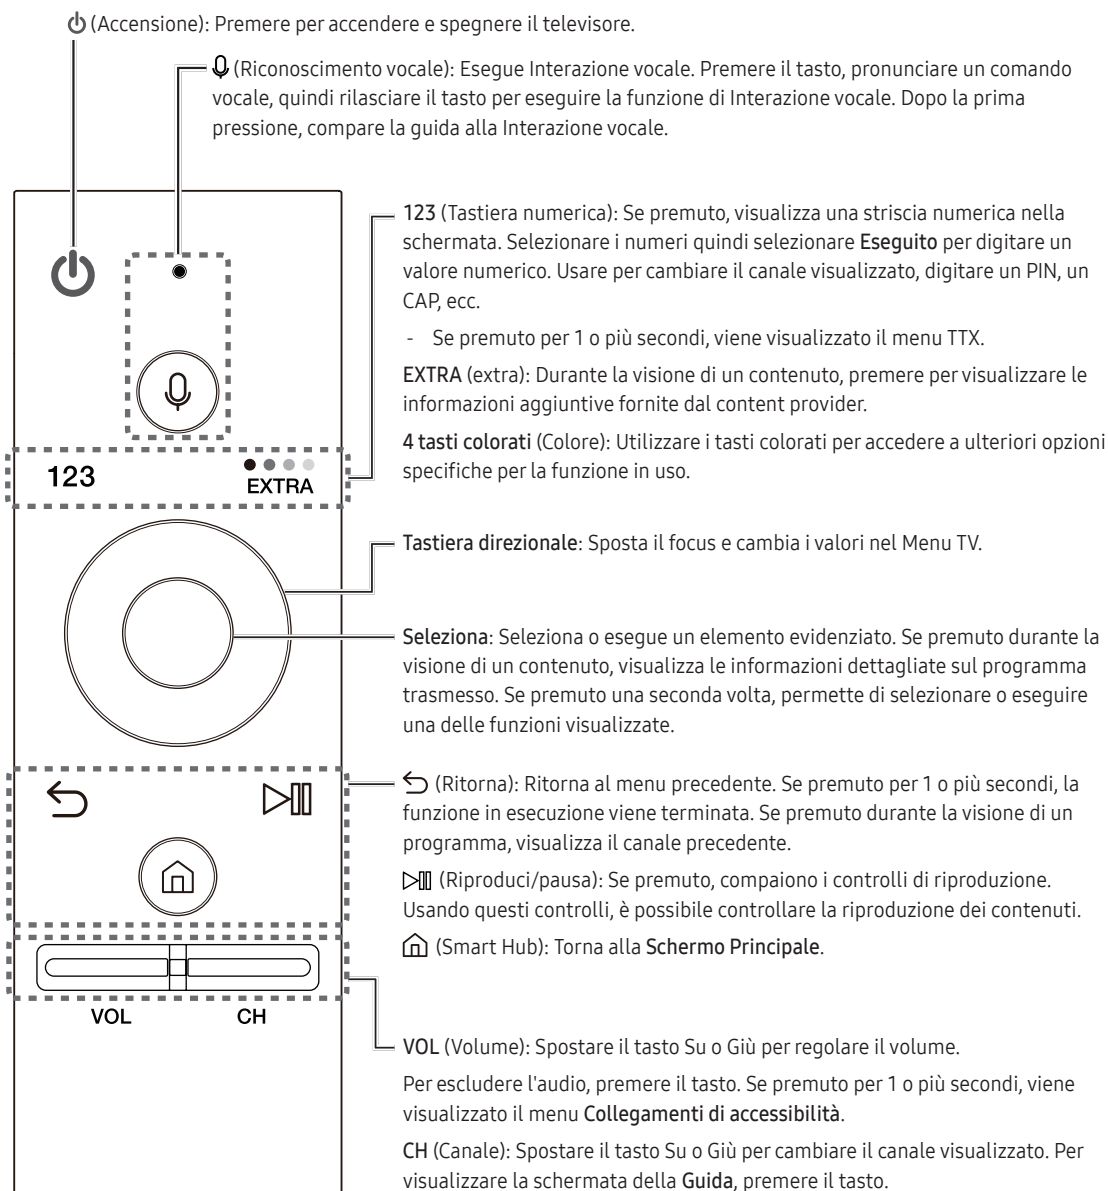 (Accensione): Premere per accendere e spegnere il televisore.
(Riconoscimento vocale): Esegue Interazione vocale. Premere il tasto, pronunciare un comando
vocale, quindi rilasciare il tasto per eseguire la funzione di Interazione vocale. Dopo la prima
pressione, compare la guida alla Interazione vocale.
123 (Tastiera numerica): Se premuto, visualizza una striscia numerica nella
schermata. Selezionare i numeri quindi selezionare Eseguito per digitare un
valore numerico. Usare per cambiare il canale visualizzato, digitare un PIN, un
CAP, ecc.
- Se premuto per 1 o più secondi, viene visualizzato il menu TTX.
EXTRA (extra): Durante la visione di un contenuto, premere per visualizzare le
informazioni aggiuntive fornite dal content provider.
4 tasti colorati (Colore): Utilizzare i tasti colorati per accedere a ulteriori opzioni
specifiche per la funzione in uso.
123
EXTRA
Tastiera direzionale: Sposta il focus e cambia i valori nel Menu TV.
Seleziona: Seleziona o esegue un elemento evidenziato. Se premuto durante la
visione di un contenuto, visualizza le informazioni dettagliate sul programma
trasmesso. Se premuto una seconda volta, permette di selezionare o eseguire
una delle funzioni visualizzate.
(Ritorna): Ritorna al menu precedente. Se premuto per 1 o più secondi, la
funzione in esecuzione viene terminata. Se premuto durante la visione di un
programma, visualizza il canale precedente.
(Riproduci/pausa): Se premuto, compaiono i controlli di riproduzione.
Usando questi controlli, è possibile controllare la riproduzione dei contenuti.
(Smart Hub): Torna alla Schermo Principale.
VOL
CH
VOL (Volume): Spostare il tasto Su o Giù per regolare il volume.
Per escludere l'audio, premere il tasto. Se premuto per 1 o più secondi, viene
visualizzato il menu Collegamenti di accessibilità.
CH (Canale): Spostare il tasto Su o Giù per cambiare il canale visualizzato. Per
visualizzare la schermata della Guida, premere il tasto.